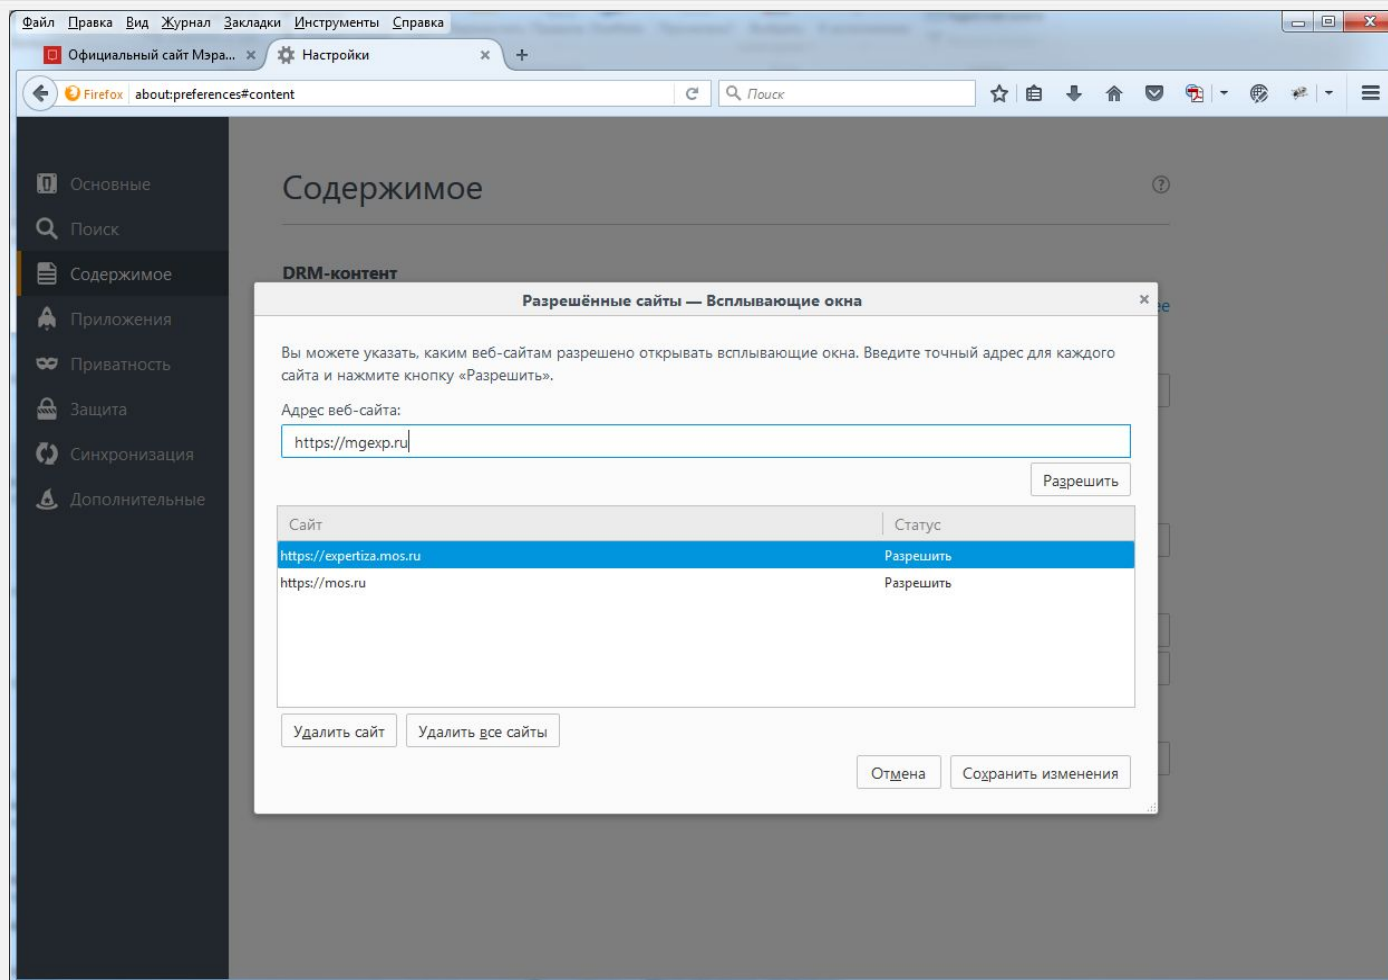 Файл Правка Вид Журнал Закладки Инструменты Справка
Официальный сайт Мэра... × Настройки × +
Firefox about:preferences#content Поиск
Основные
Поиск
Содержимое
Приложения
Приватность
Защита
Синхронизация
Дополнительные
Содержимое
DRM-контент
ее
Разрешённые сайты — Всплывающие окна
Вы можете указать, каким веб-сайтам разрешено открывать всплывающие окна. Введите точный адрес для каждого
сайта и нажмите кнопку «Разрешить».
Адрес веб-сайта:
https://mgexp.ru
Разрешить
Сайт Статус
https://expertiza.mos.ru Разрешить
https://mos.ru Разрешить
Удалить сайт Удалить все сайты
Отмена Сохранить изменения